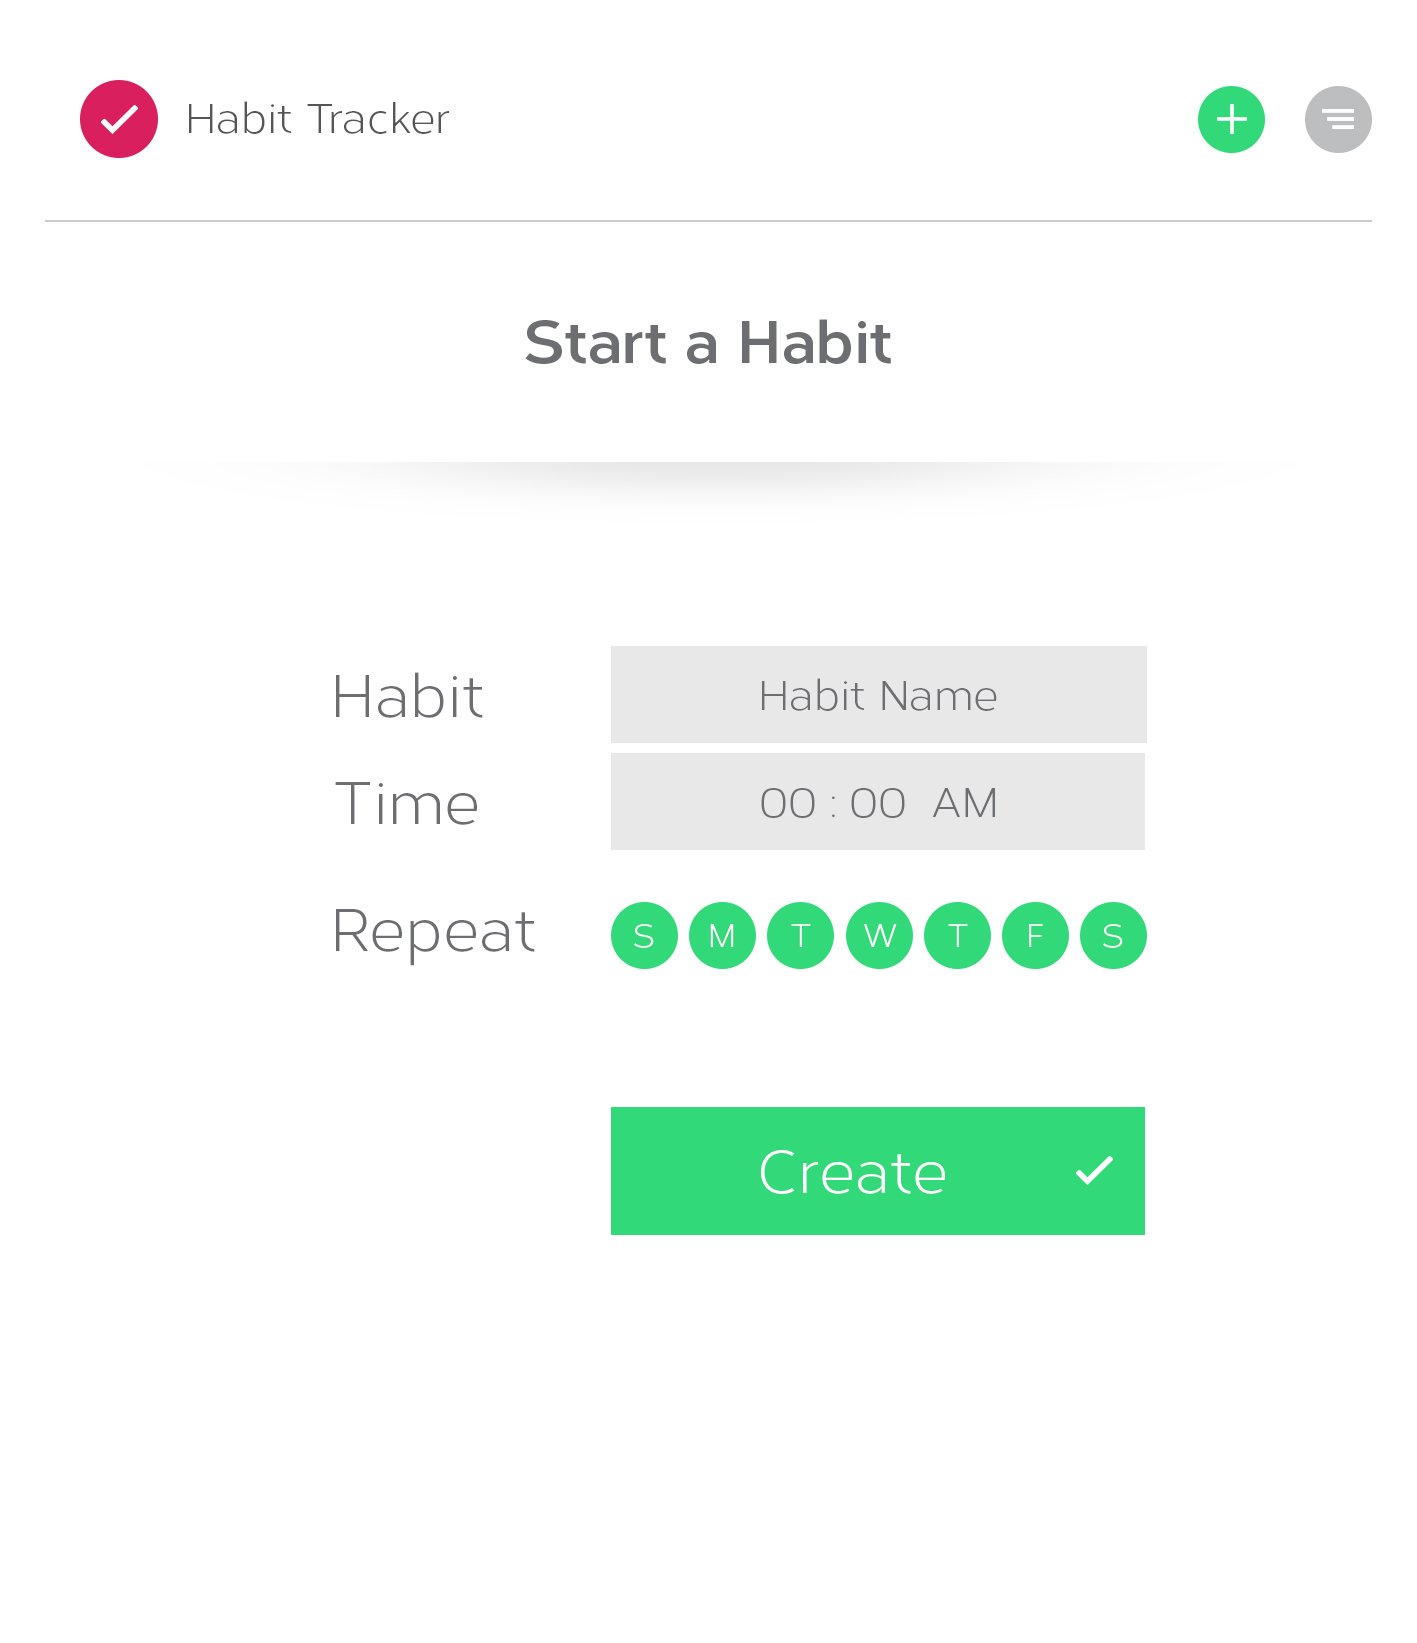 Habit Tracker
Start a Habit
Habit Habit Name
Time 00 : 00 AM
Repeat S M T W T F S
Create